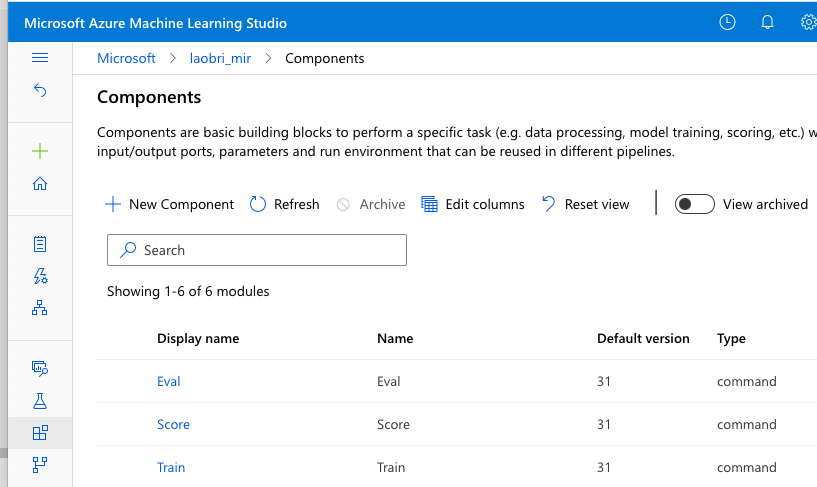 Microsoft Azure Machine Learning Studio
Microsoft > laobri_mir > Components
Components
Components are basic building blocks to perform a specific task (e.g. data processing, model training, scoring, etc.) w
input/output ports, parameters and run environment that can be reused in different pipelines.
New Component Refresh Archive Edit columns Reset view View archived
Search
Showing 1-6 of 6 modules
Display name Name Default version Type
Eval Eval 31 command
Score Score 31 command
Train Train 31 command